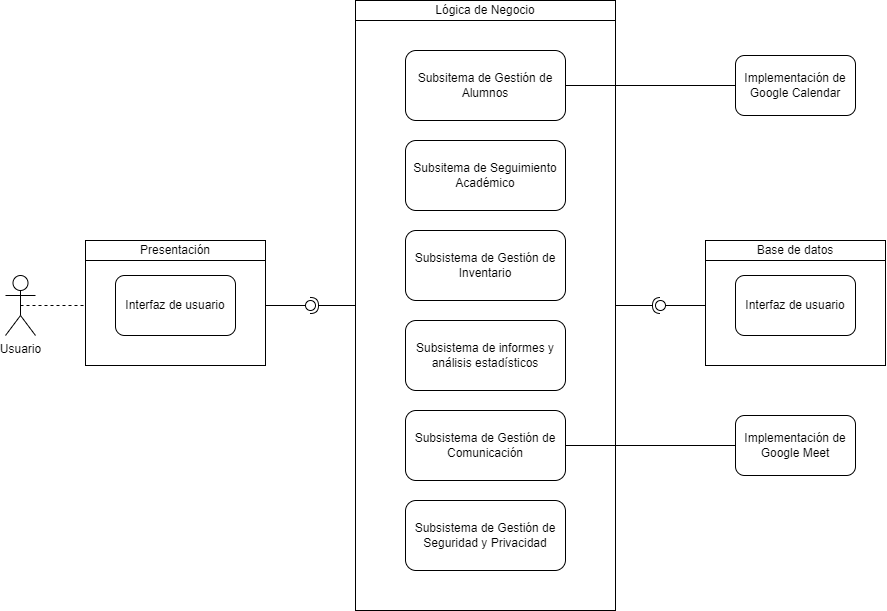 Lógica de Negocio
Subsitema de Gestión de
Alumnos
Implementación de
Google Calendar
Subsitema de Seguimiento
Académico
Presentación
Interfaz de usuario
Usuario
Subsistema de Gestión de
Inventario
Base de datos
Interfaz de usuario
Subsistema de informes y
análisis estadísticos
Subsistema de Gestión de
Comunicación
Implementación de
Google Meet
Subsistema de Gestión de
Seguridad y Privacidad